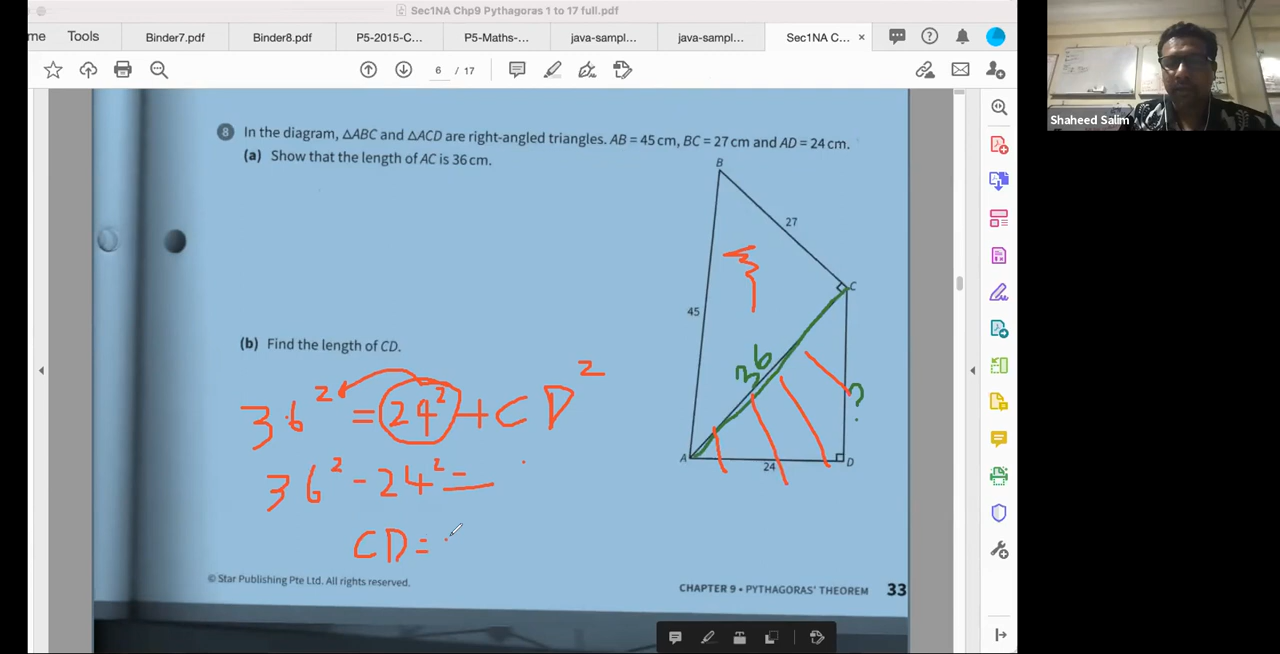 Sec1NA Chp9 Pythagoras 1 to 17 full.pdf
me Tools Binder7.pdf Binder8.pdf P5-2015-C... P5-Maths-... java-sampl... java-sampl... Sec1NA C... ×
6 / 17
Shaheed Salim
8 In the diagram, △ABC and △ACD are right-angled triangles. AB = 45 cm, BC = 27 cm and AD = 24 cm.
(a) Show that the length of AC is 36 cm.
B
27
C
45
36
?
A
24
D
(b) Find the length of CD.
36² = 24² + CD²
36² - 24² =
CD =
© Star Publishing Pte Ltd. All rights reserved.
CHAPTER 9 • PYTHAGORAS' THEOREM 33